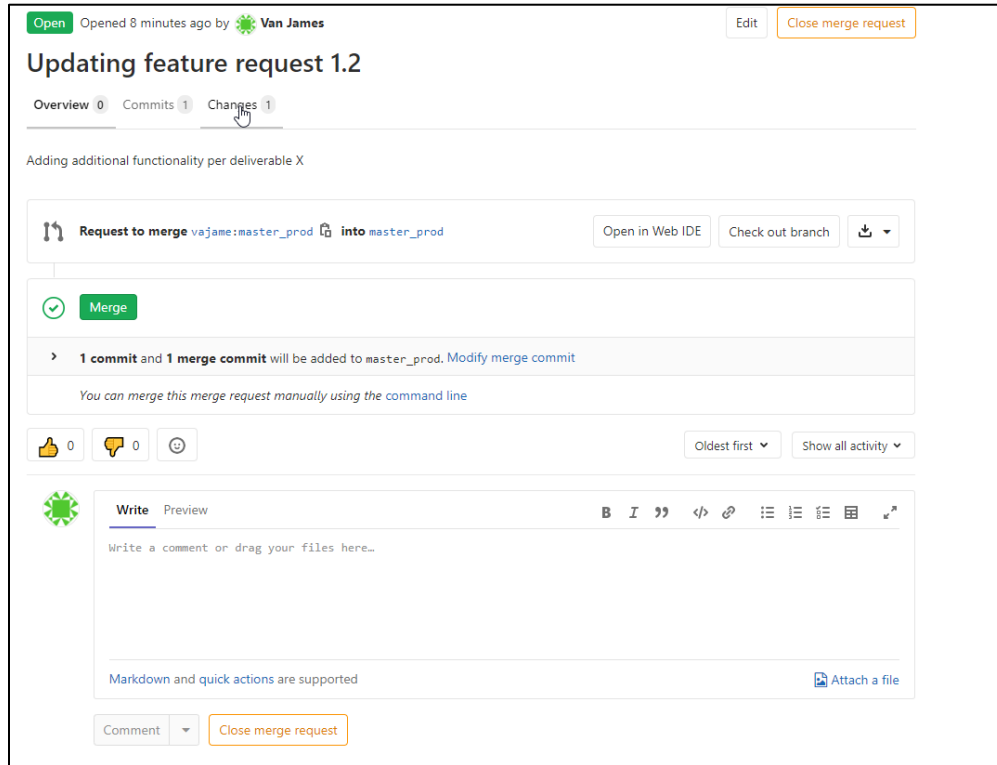 Open Opened 8 minutes ago by Van James Edit Close merge request
Updating feature request 1.2
Overview 0 Commits 1 Changes 1
Adding additional functionality per deliverable X
Request to merge vajame:master_prod into master_prod Open in Web IDE Check out branch
Merge
1 commit and 1 merge commit will be added to master_prod. Modify merge commit
You can merge this merge request manually using the command line
0 0 Oldest first Show all activity
Write Preview B I
Write a comment or drag your files here…
Markdown and quick actions are supported Attach a file
Comment Close merge request